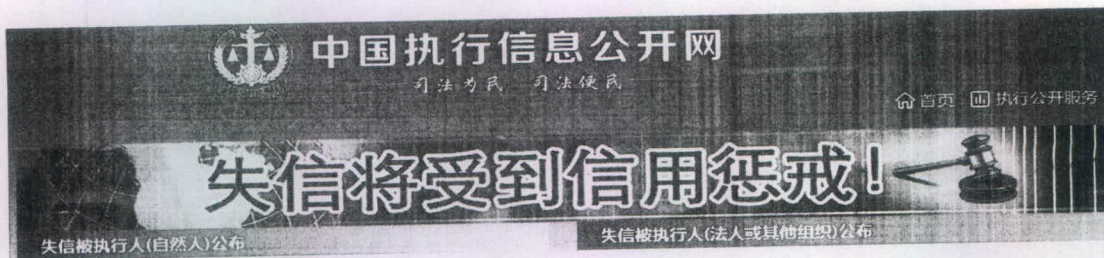 中国执行信息公开网
司法为民 司法便民
首页 执行公开服务
失信将受到信用惩戒!
失信被执行人(自然人)公布
失信被执行人(法人或其他组织)公布